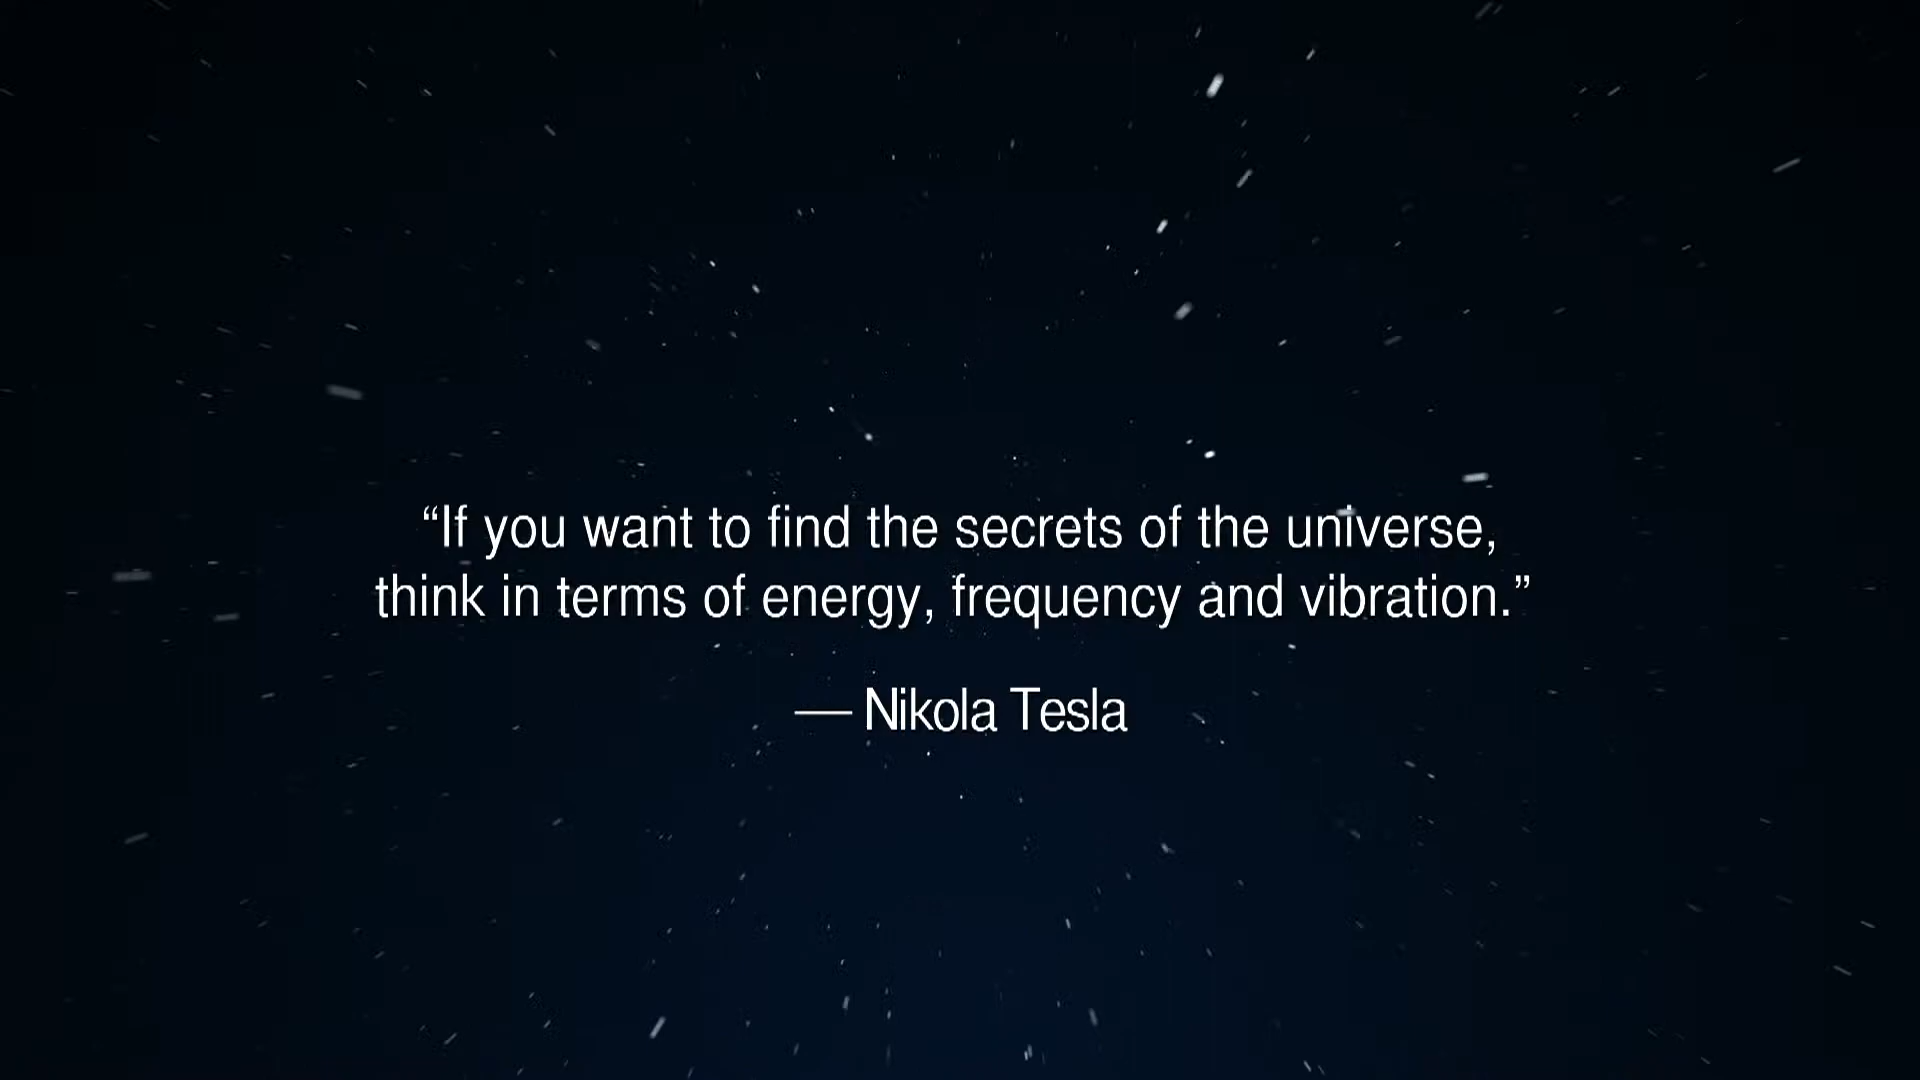 “If you want to find the secrets of the universe,
think in terms of energy, frequency and vibration.”
— Nikola Tesla